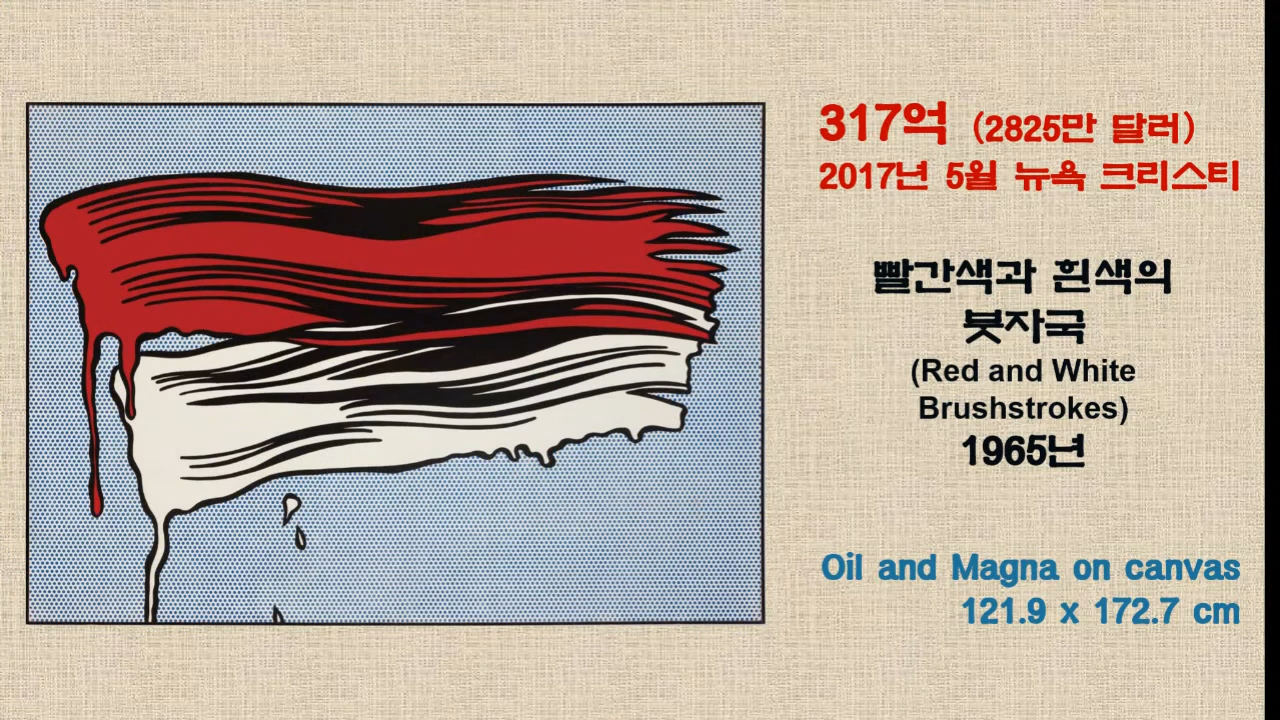 317억 (2825만 달러)
2017년 5월 뉴욕 크리스티
빨간색과 흰색의
붓자국
(Red and White
Brushstrokes)
1965년
Oil and Magna on canvas
121.9 x 172.7 cm